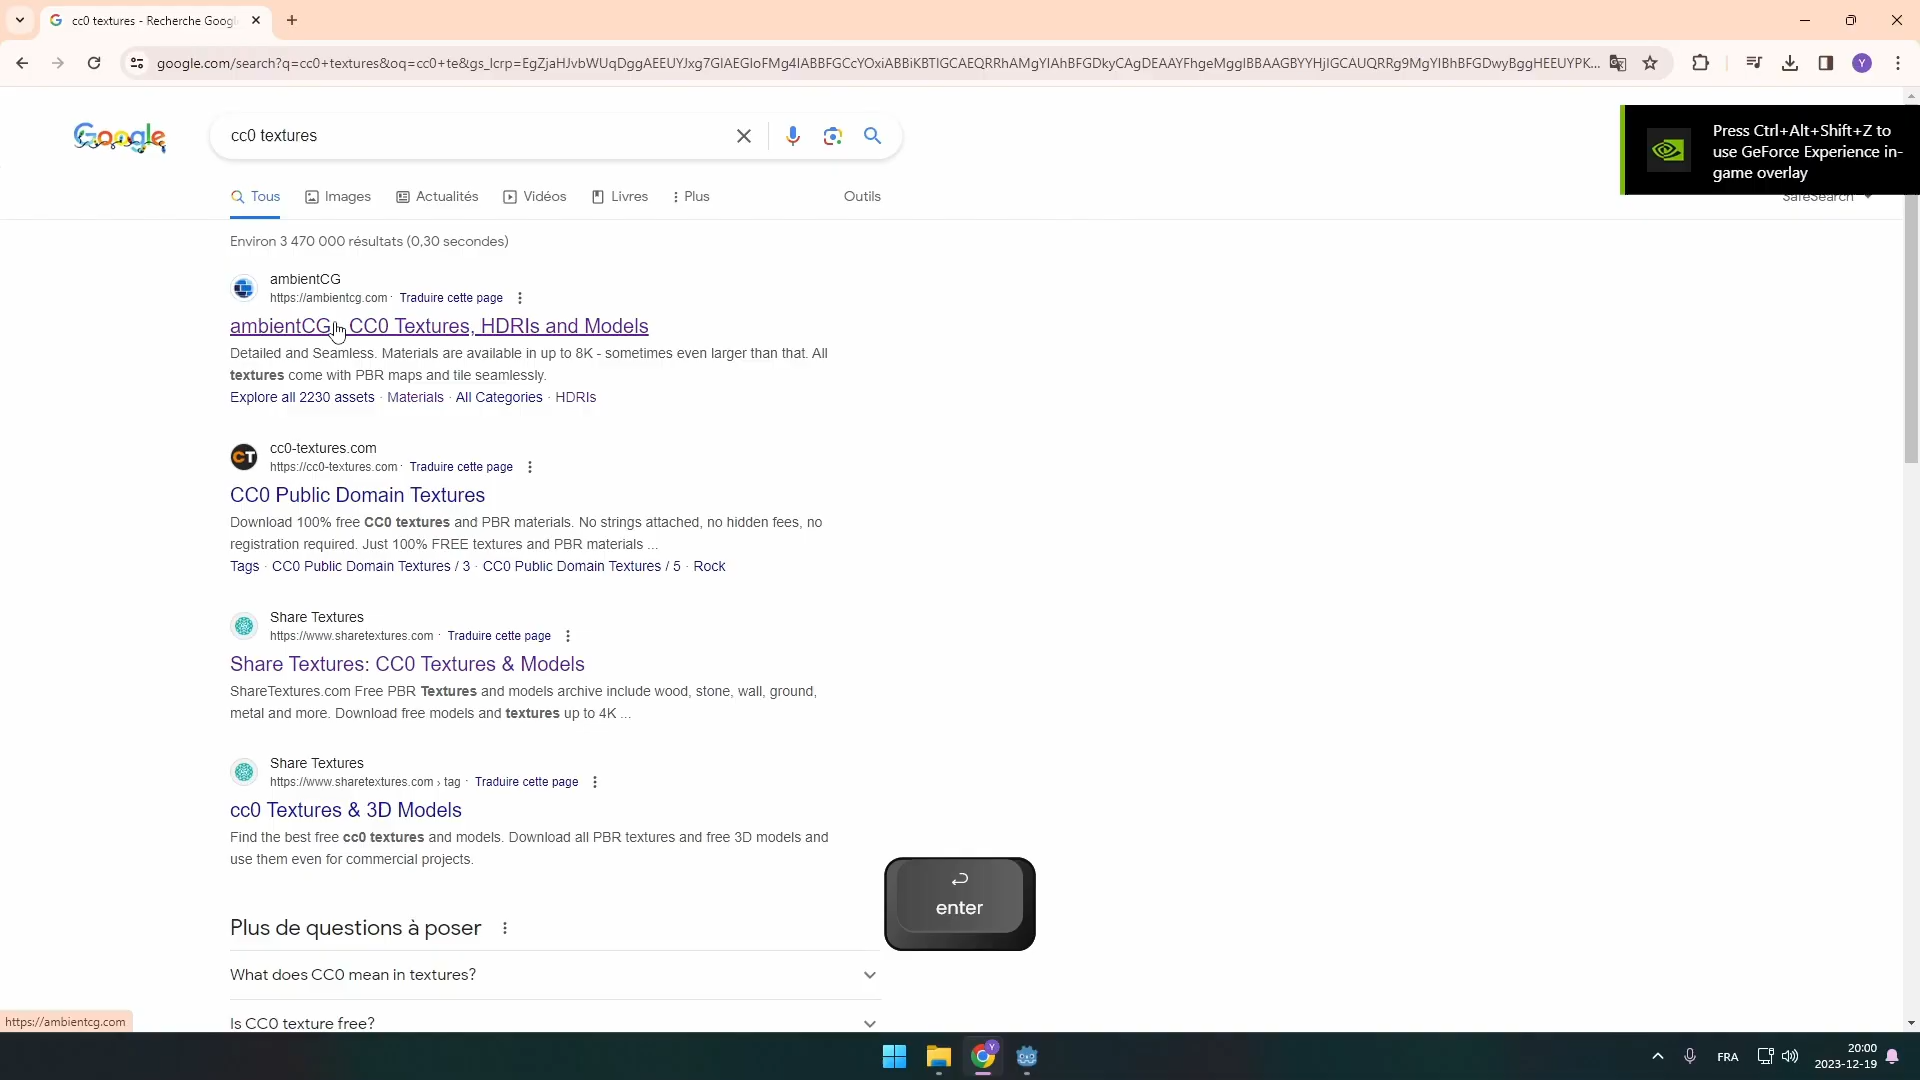 cc0 textures - Recherche Googl
google.com/search?q=cc0+textures&oq=cc0+te&gs_lcrp=EgZjaHJvbWUqDggAEEUYJxg7GIAEGIoFMg4IABBFGCcYOxiABBiKBTIGCAEQRRhAMgYIAhBFGDkyCAgDEAAYFhgeMggIBBAAGBYYHjIGCAUQRRg9MgYIBhBFGDwyBggHEEUYPK...
Y
Google
cc0 textures
Press Ctrl+Alt+Shift+Z to
use GeForce Experience in-
game overlay
Tous Images Actualités Vidéos Livres Plus Outils SafeSearch
Environ 3 470 000 résultats (0,30 secondes)
ambientCG
https://ambientcg.com · Traduire cette page
ambientCG - CC0 Textures, HDRIs and Models
Detailed and Seamless. Materials are available in up to 8K - sometimes even larger than that. All
textures come with PBR maps and tile seamlessly.
Explore all 2230 assets · Materials · All Categories · HDRIs
CT
cc0-textures.com
https://cc0-textures.com · Traduire cette page
CC0 Public Domain Textures
Download 100% free CC0 textures and PBR materials. No strings attached, no hidden fees, no
registration required. Just 100% FREE textures and PBR materials ...
Tags · CC0 Public Domain Textures / 3 · CC0 Public Domain Textures / 5 · Rock
Share Textures
https://www.sharetextures.com · Traduire cette page
Share Textures: CC0 Textures & Models
ShareTextures.com Free PBR Textures and models archive include wood, stone, wall, ground,
metal and more. Download free models and textures up to 4K ...
Share Textures
https://www.sharetextures.com › tag · Traduire cette page
cc0 Textures & 3D Models
Find the best free cc0 textures and models. Download all PBR textures and free 3D models and
use them even for commercial projects.
enter
Plus de questions à poser
What does CC0 mean in textures?
Is CC0 texture free?
https://ambientcg.com
Y
FRA
20:00
2023-12-19